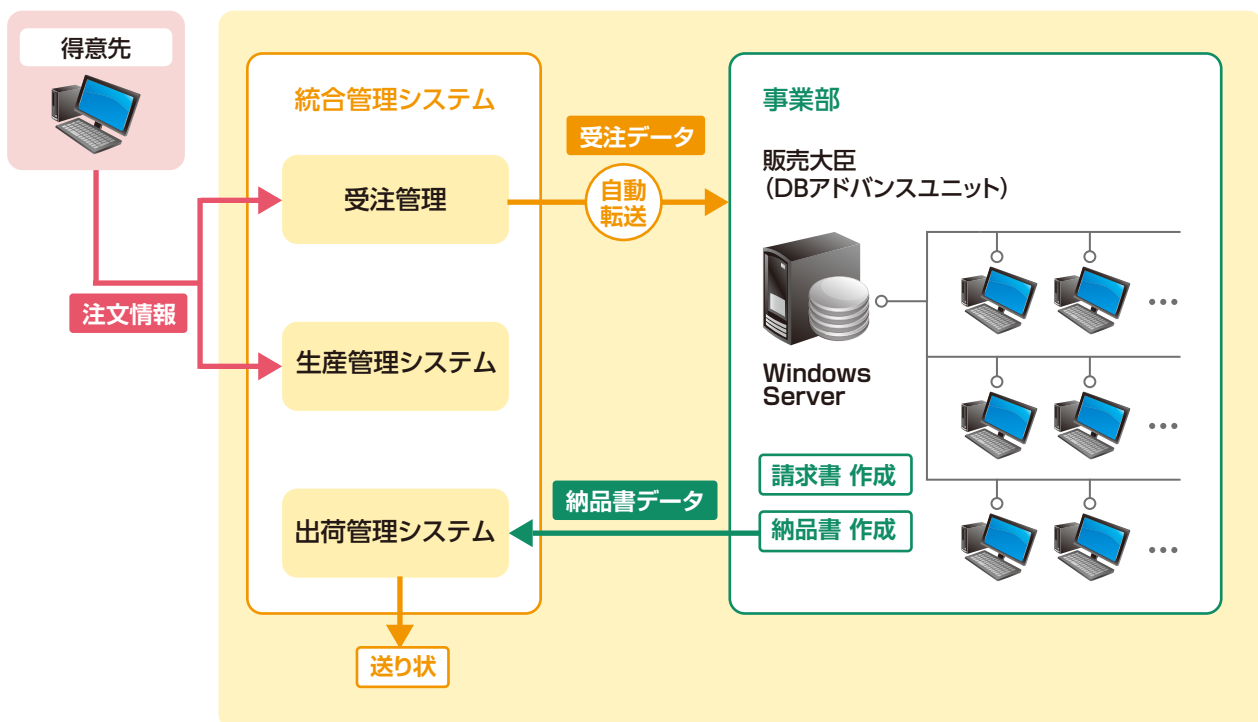 得意先
注文情報
統合管理システム
受注管理
生産管理システム
出荷管理システム
送り状
受注データ
自動
転送
納品書データ
事業部
販売大臣
（DBアドバンスユニット）
Windows
Server
請求書 作成
納品書 作成